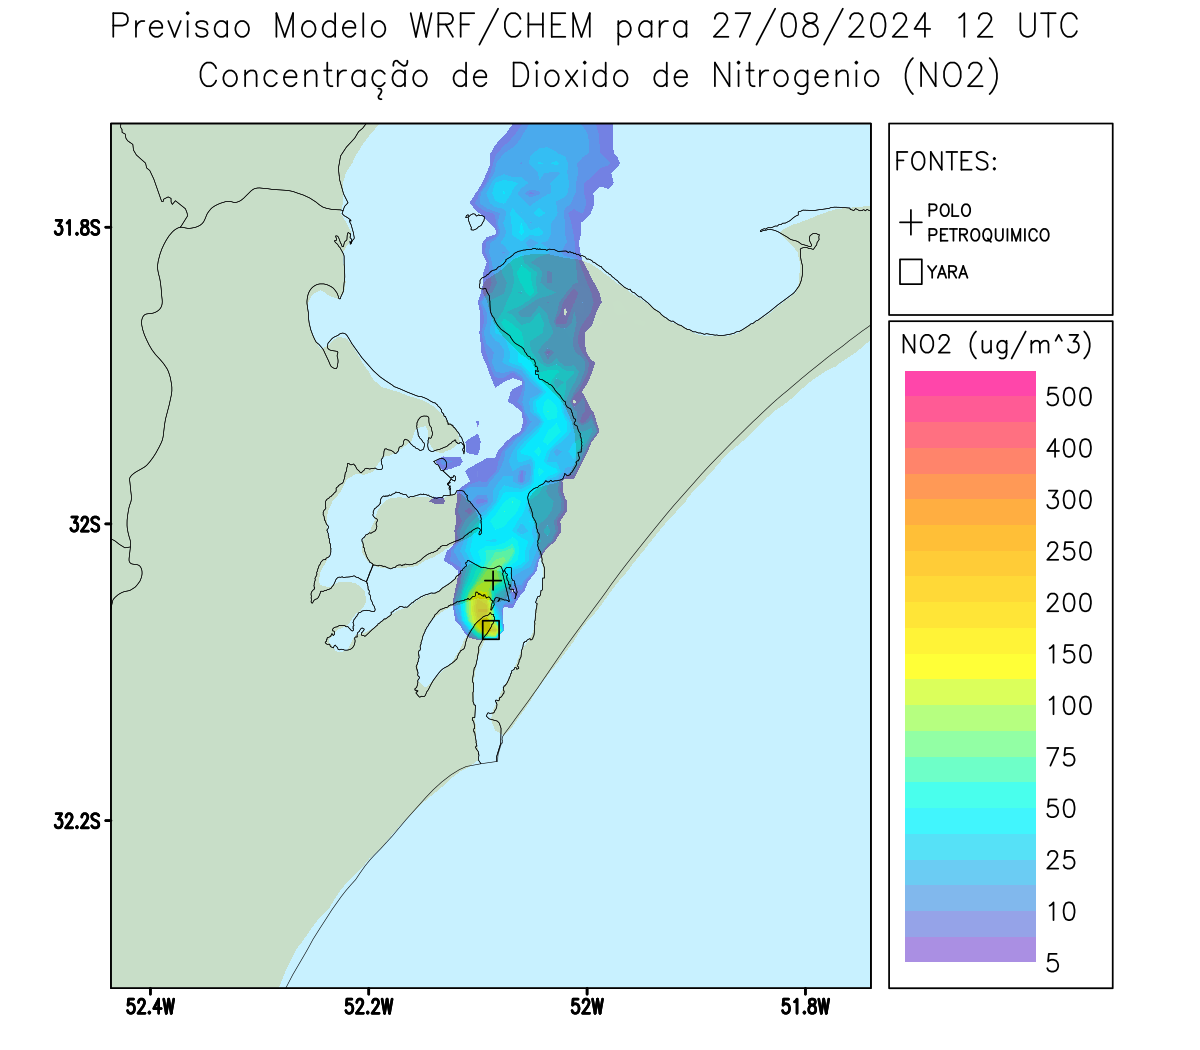 Previsao Modelo WRF/CHEM para 27/08/2024 12 UTC
Concentração de Dioxido de Nitrogenio (NO2)
FONTES:
POLO
PETROQUIMICO
YARA
NO2 (ug/m^3)
500
400
300
250
200
150
100
75
50
25
10
5
31.8S
32S
32.2S
52.4W
52.2W
52W
51.8W